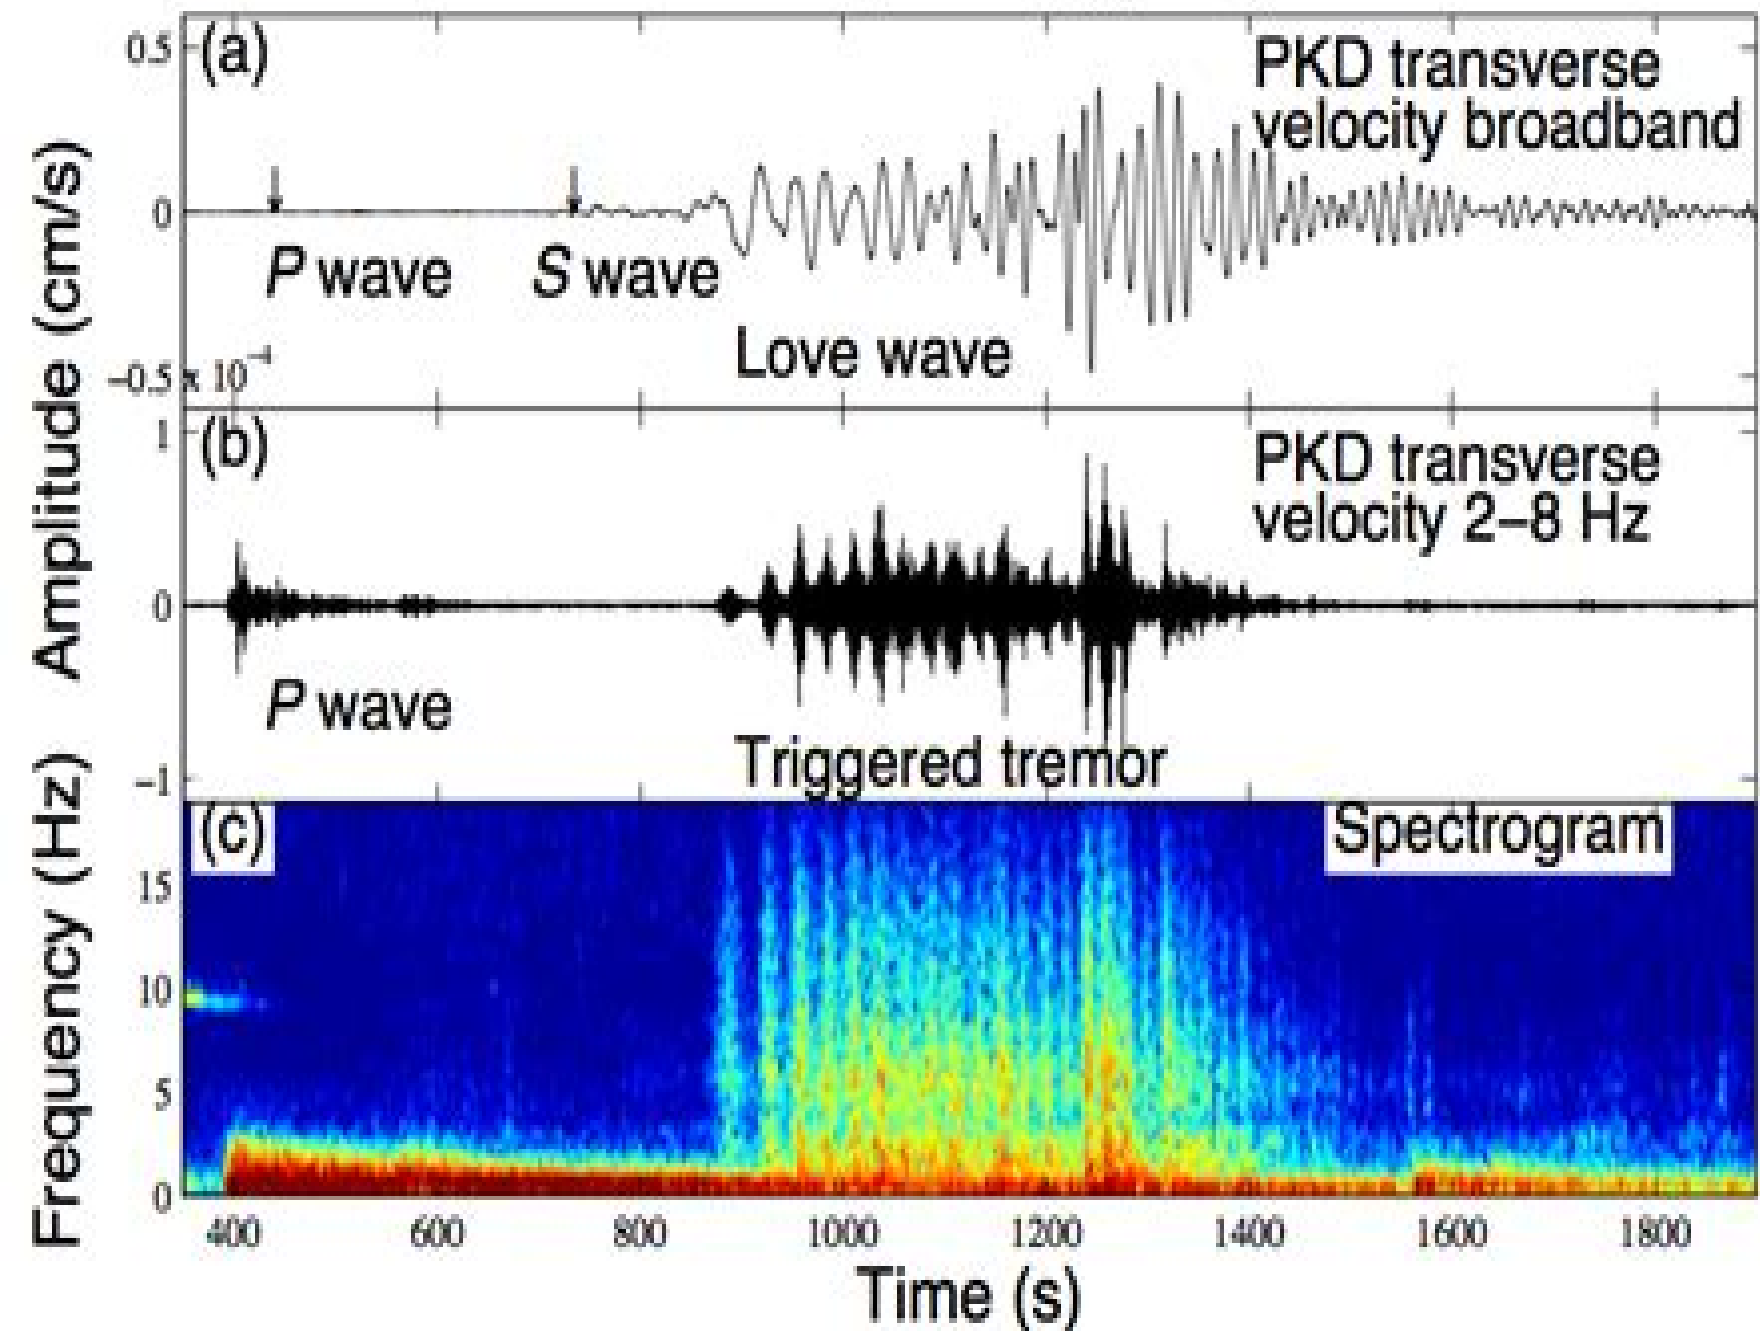 (a)
PKD transverse
velocity broadband
0.5
0
-0.5
P wave
S wave
Love wave
x 10⁻⁴
(b)
PKD transverse
velocity 2–8 Hz
1
0
-1
P wave
Triggered tremor
Amplitude (cm/s)
(c)
Spectrogram
15
10
5
0
Frequency (Hz)
400 600 800 1000 1200 1400 1600 1800
Time (s)